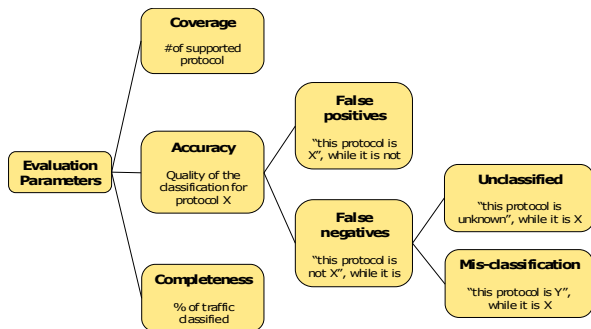 Coverage
#of supported
protocol
False
positives
"this protocol is
X", while it is not
Evaluation
Parameters
Accuracy
Quality of the
classification for
protocol X
Unclassified
"this protocol is
unknown", while it is X
False
negatives
"this protocol is
not X", while it is
Mis-classification
"this protocol is Y",
while it is X
Completeness
% of traffic
classified